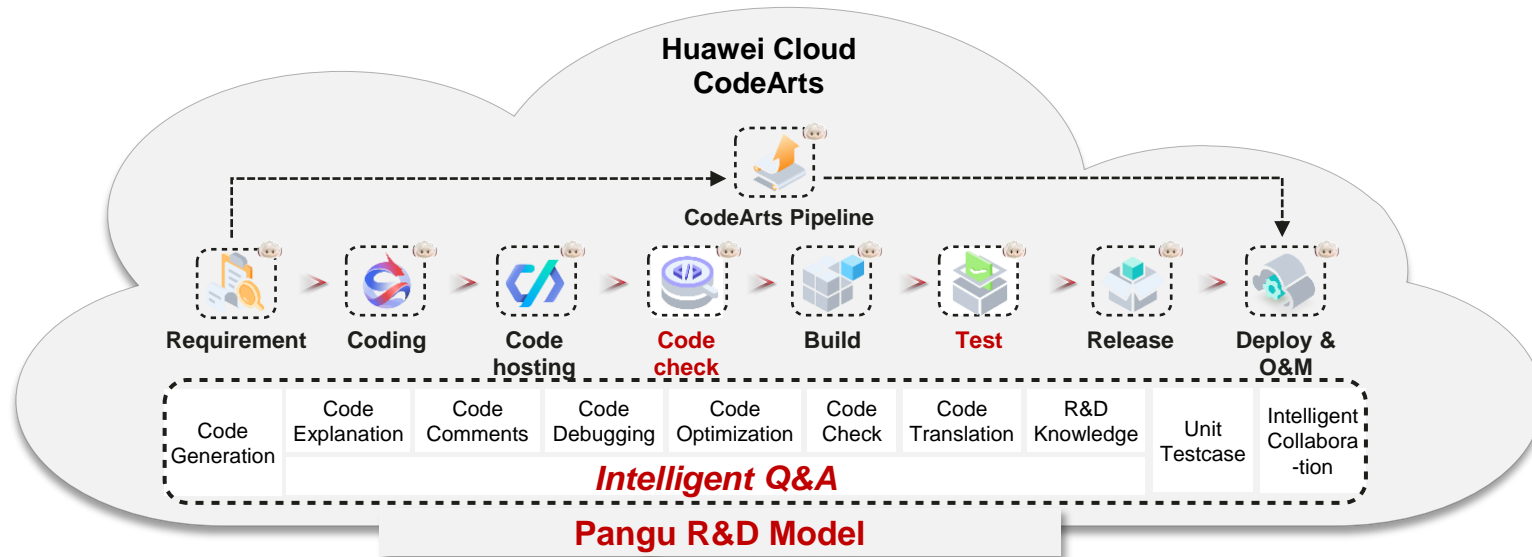 Huawei Cloud
CodeArts
CodeArts Pipeline
Requirement
Coding
Code
hosting
Code
check
Build
Test
Release
Deploy &
O&M
Code
Generation
Code
Explanation
Code
Comments
Code
Debugging
Code
Optimization
Code
Check
Code
Translation
R&D
Knowledge
Unit
Testcase
Intelligent
Collabora
-tion
Intelligent Q&A
Pangu R&D Model